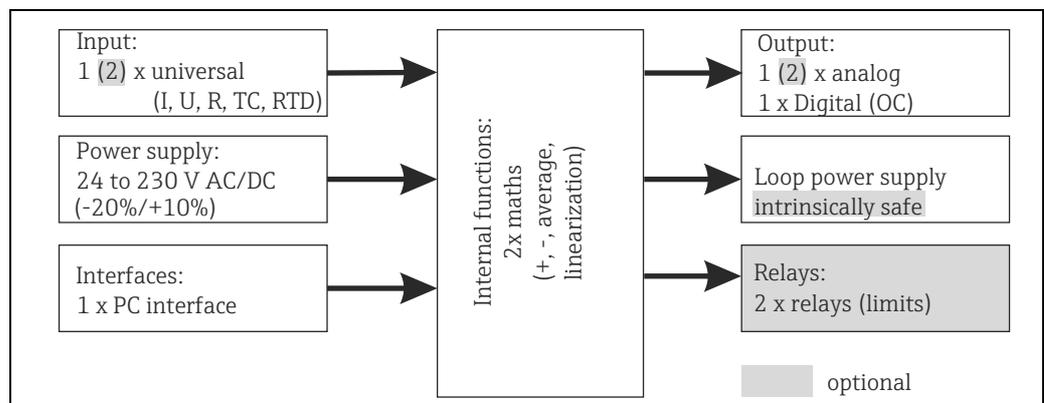 Input:
1 (2) x universal
(I, U, R, TC, RTD)
Power supply:
24 to 230 V AC/DC
(-20%/+10%)
Interfaces:
1 x PC interface
Internal functions:
2x maths
(+, -, average,
linearization)
Output:
1 (2) x analog
1 x Digital (OC)
Loop power supply
intrinsically safe
Relays:
2 x relays (limits)
optional